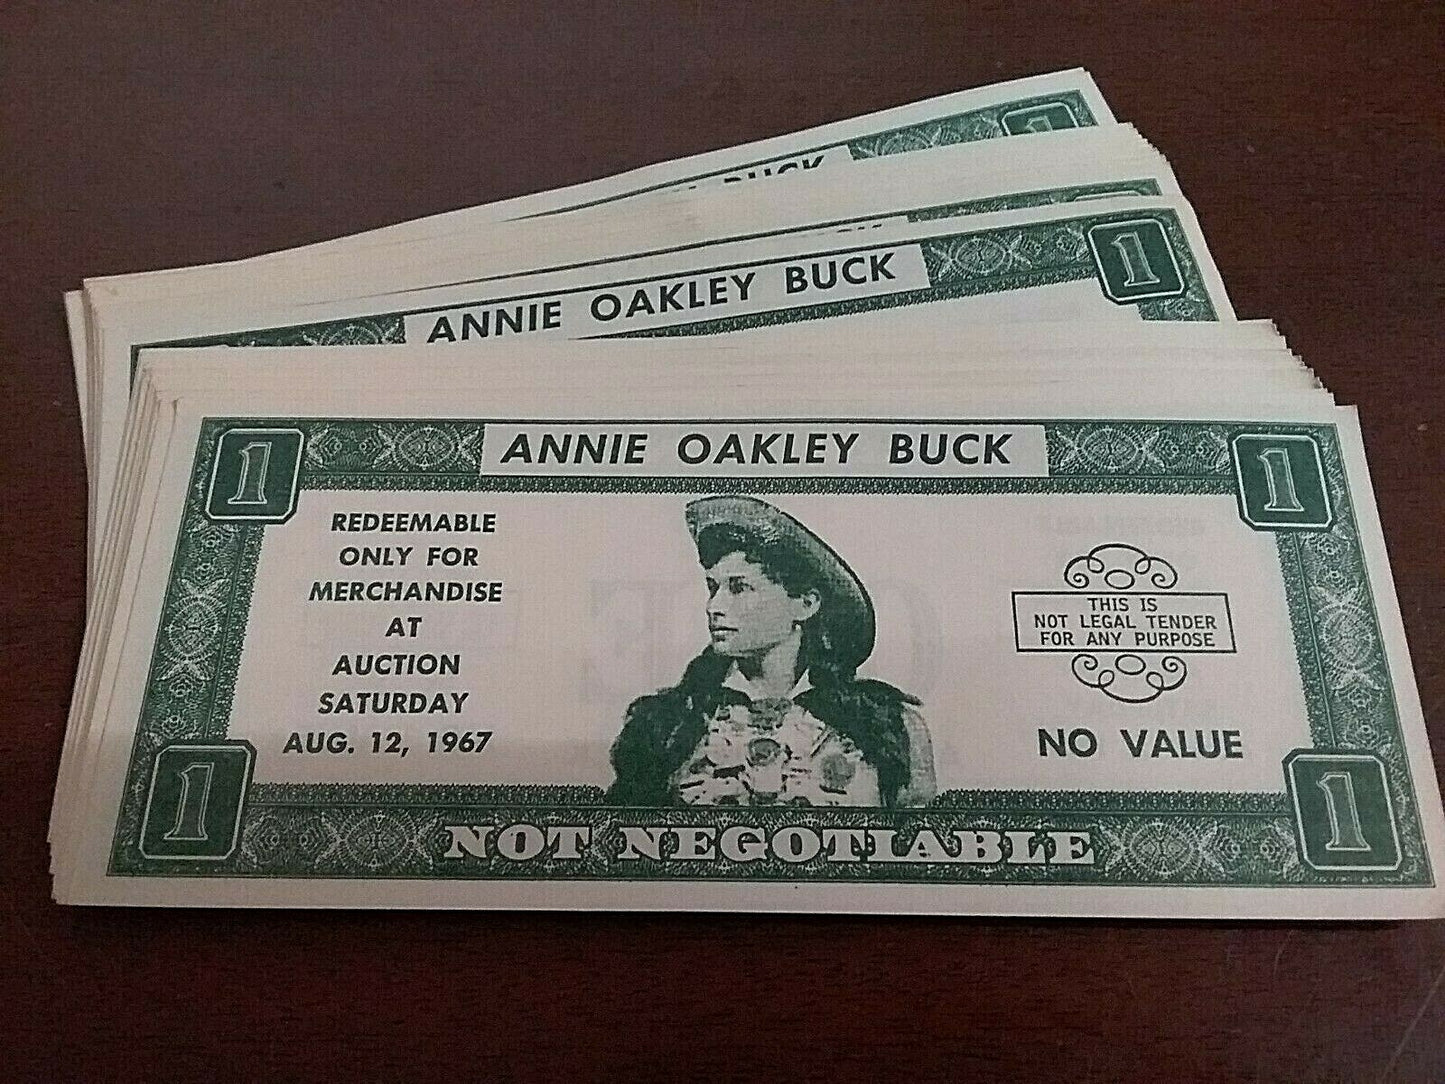 BUCK
1
ANNIE OAKLEY BUCK
1
1 ANNIE OAKLEY BUCK 1
REDEEMABLE
ONLY FOR
MERCHANDISE
AT
AUCTION
SATURDAY
AUG. 12, 1967
THIS IS
NOT LEGAL TENDER
FOR ANY PURPOSE
NO VALUE
1 NOT NEGOTIABLE 1